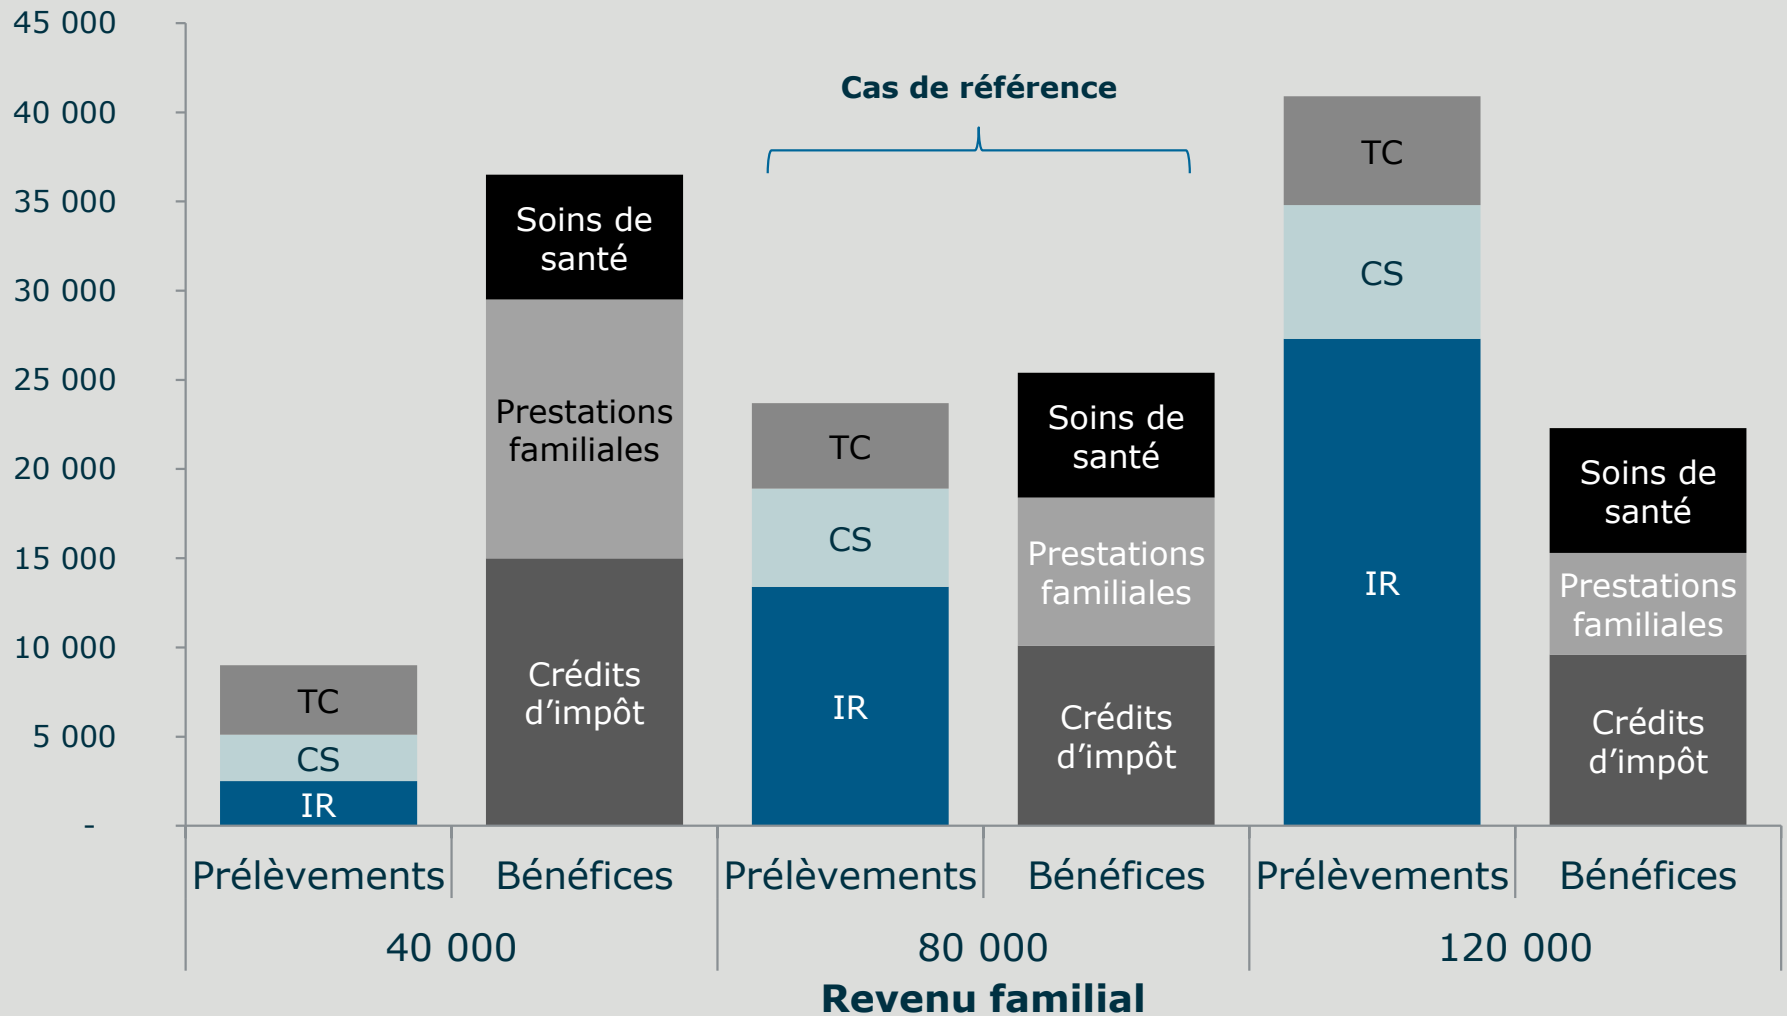 45 000
40 000
35 000
30 000
25 000
20 000
15 000
10 000
5 000
-
Cas de référence
TC
CS
IR
Soins de
santé
Prestations
familiales
Crédits
d'impôt
TC
CS
IR
Soins de
santé
Prestations
familiales
Crédits
d'impôt
TC
CS
IR
Soins de
santé
Prestations
familiales
Crédits
d'impôt
Prélèvements
Bénéfices
Prélèvements
Bénéfices
Prélèvements
Bénéfices
40 000
80 000
120 000
Revenu familial